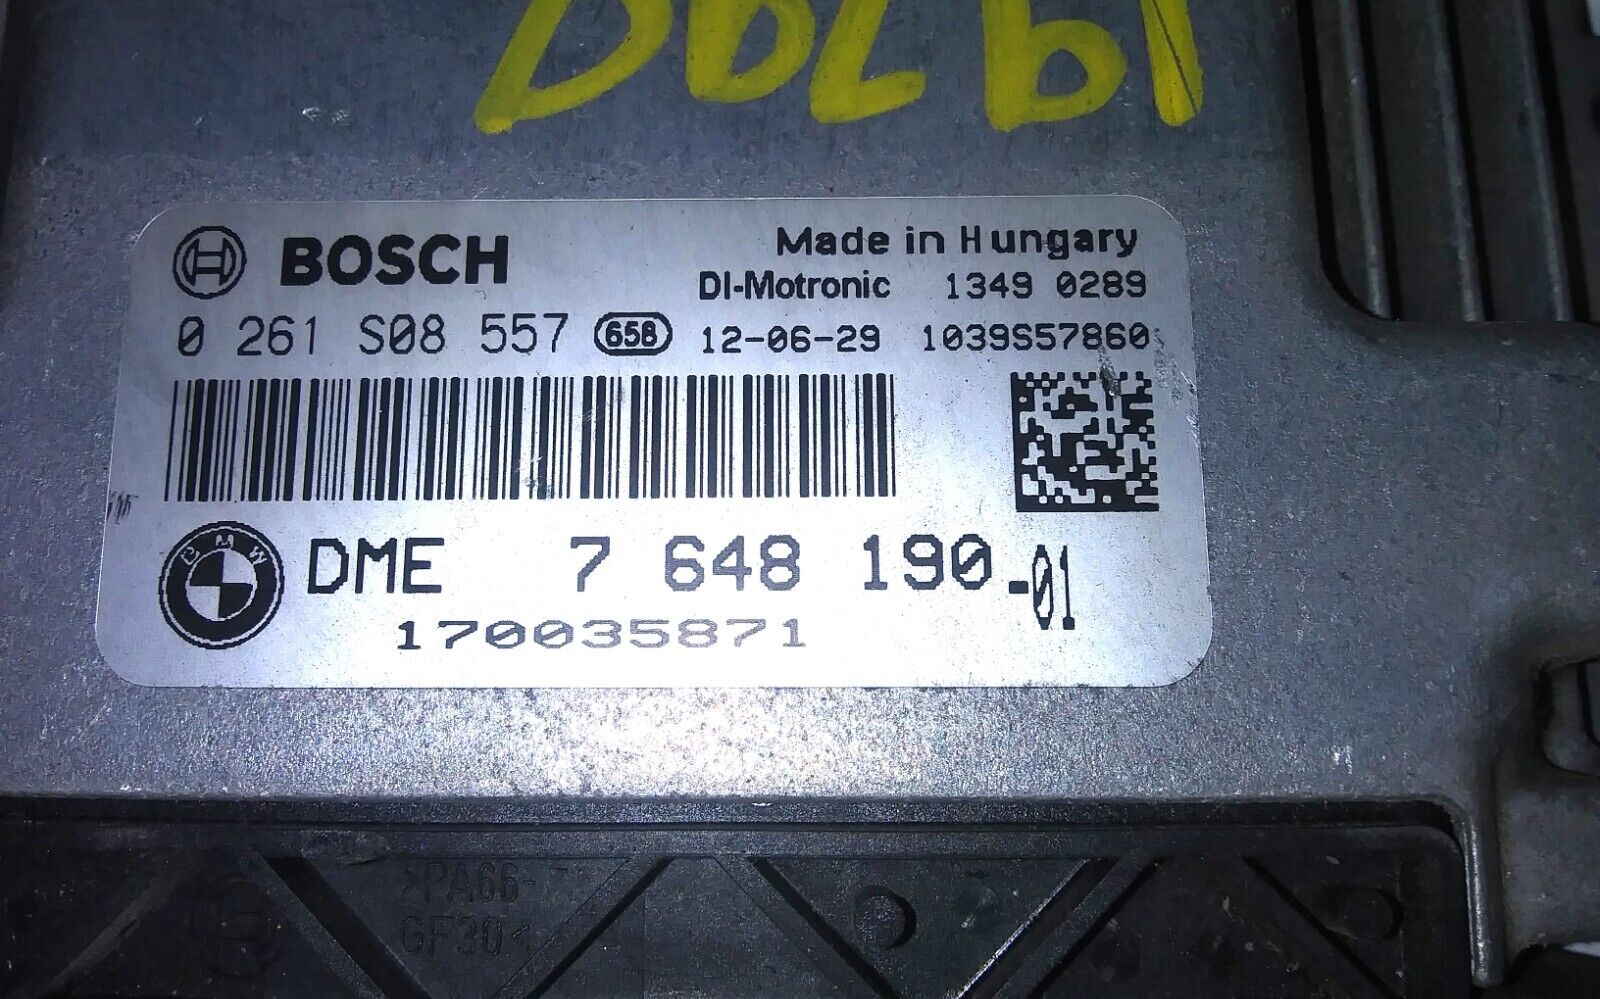 BOSCH
Made in Hungary
DI-Motronic 1349 0289
0 261 S08 557 658 12-06-29 1039S57860
BMW DME 7 648 190-01
170035871
>PA66-
GF30<